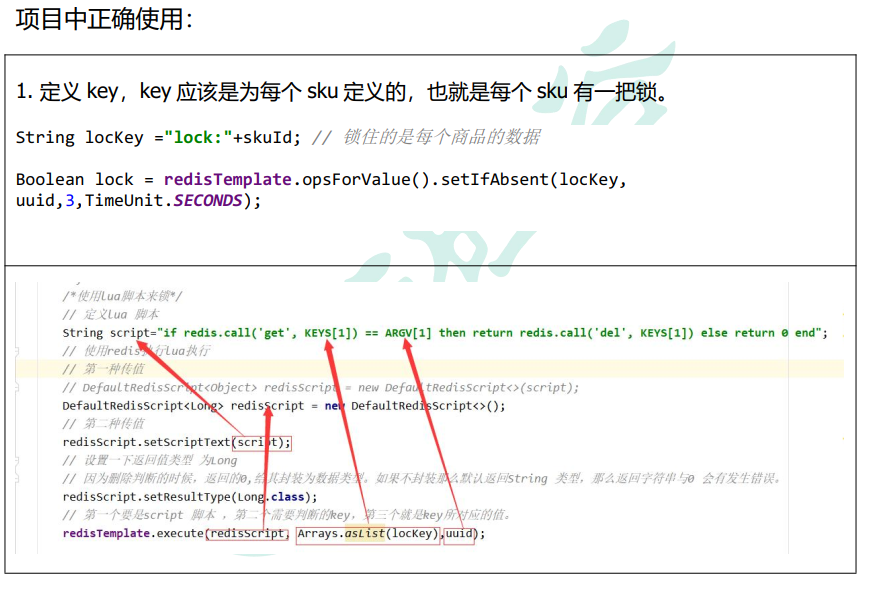 项目中正确使用：
1. 定义 key，key 应该是为每个 sku 定义的，也就是每个 sku 有一把锁。
String locKey ="lock:"+skuId; // 锁住的是每个商品的数据
Boolean lock = redisTemplate.opsForValue().setIfAbsent(locKey,
uuid,3,TimeUnit.SECONDS);
/*使用lua脚本来锁*/
// 定义lua 脚本
String script="if redis.call('get', KEYS[1]) == ARGV[1] then return redis.call('del', KEYS[1]) else return 0 end";
// 使用redis执行lua执行
// 第一种传值
// DefaultRedisScript<Object> redisScript = new DefaultRedisScript<>(script);
DefaultRedisScript<Long> redisScript = new DefaultRedisScript<>();
// 第二种传值
redisScript.setScriptText(script);
// 设置一下返回值类型 为Long
// 因为删除判断的时候，返回的0,给其封装为数据类型。如果不封装那么默认返回String 类型，那么返回字符串与0 会有发生错误。
redisScript.setResultType(Long.class);
// 第一个要是script 脚本 ，第二个需要判断的key，第三个就是key所对应的值。
redisTemplate.execute(redisScript, Arrays.asList(locKey),uuid);